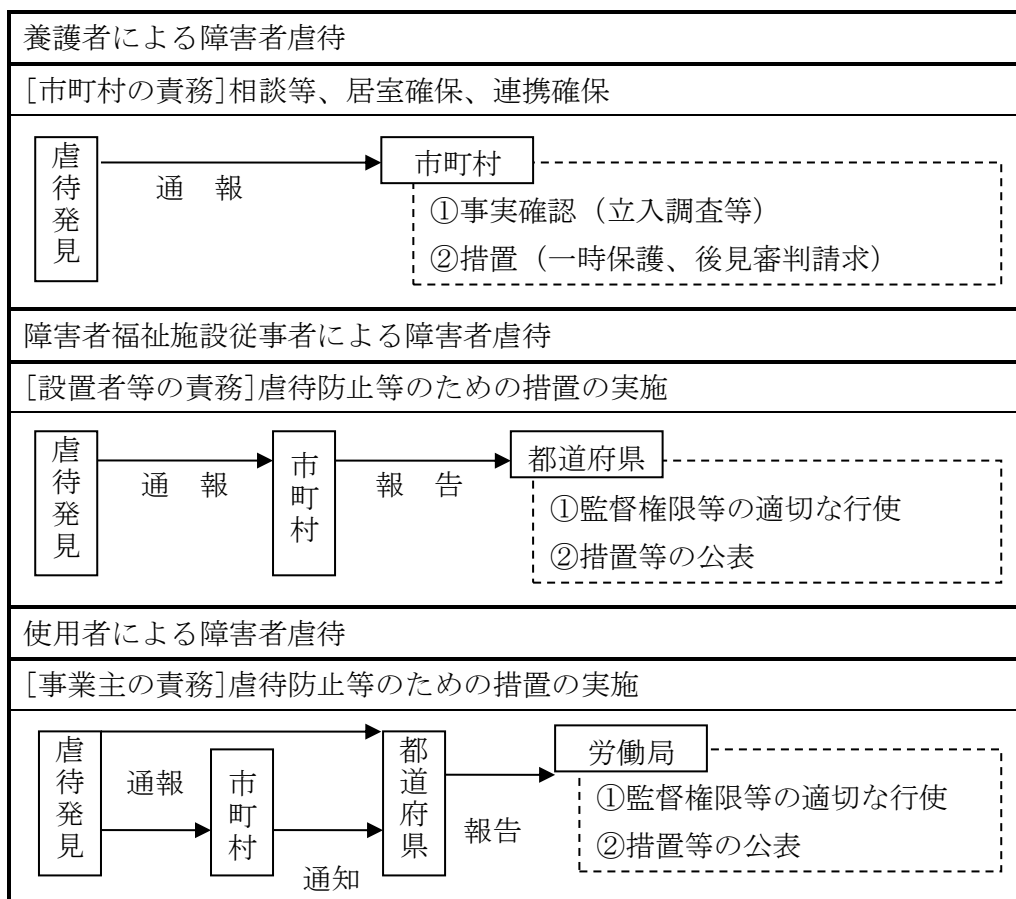 養護者による障害者虐待
[市町村の責務]相談等、居室確保、連携確保
虐待発見
通 報
市町村
①事実確認（立入調査等）
②措置（一時保護、後見審判請求）
障害者福祉施設従事者による障害者虐待
[設置者等の責務]虐待防止等のための措置の実施
虐待発見
通 報
市町村
報 告
都道府県
①監督権限等の適切な行使
②措置等の公表
使用者による障害者虐待
[事業主の責務]虐待防止等のための措置の実施
虐待発見
通報
市町村
通知
都道府県
報告
労働局
①監督権限等の適切な行使
②措置等の公表